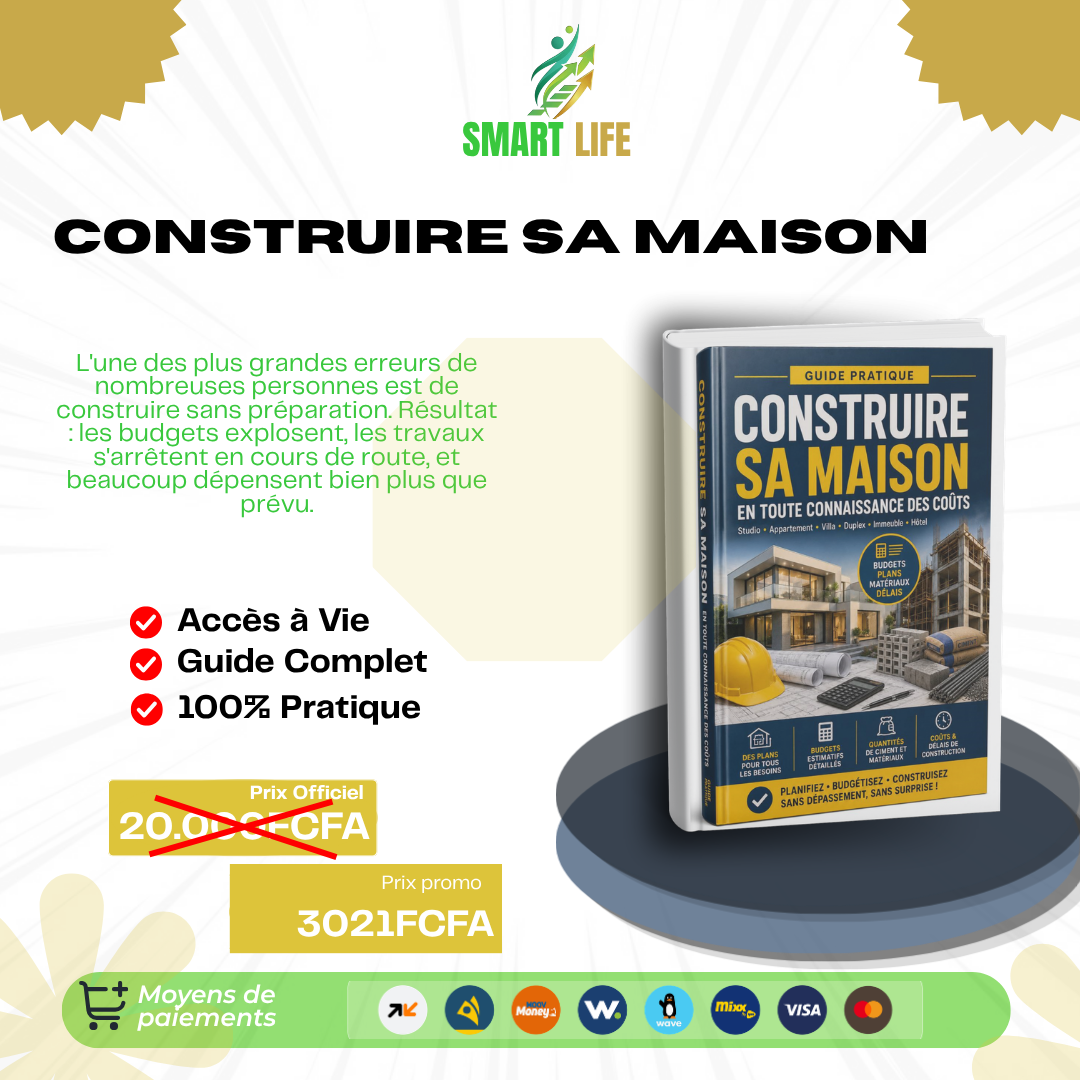 SMART LIFE
CONSTRUIRE SA MAISON
L'une des plus grandes erreurs de
nombreuses personnes est de
construire sans préparation. Résultat
: les budgets explosent, les travaux
s'arrêtent en cours de route, et
beaucoup dépensent bien plus que
prévu.
Accès à Vie
Guide Complet
100% Pratique
Prix Officiel
20.000FCFA
Prix promo
3021FCFA
CONSTRUIRE SA MAISON EN TOUTE CONNAISSANCE DES COÛTS
GUIDE PRATIQUE
CONSTRUIRE
SA MAISON
EN TOUTE CONNAISSANCE DES COÛTS
Studio • Appartement • Villa • Duplex • Immeuble • Hôtel
BUDGETS
PLANS
MATÉRIAUX
DÉLAIS
CIMENT
DES PLANS
POUR TOUS
LES BESOINS
BUDGETS
ESTIMATIFS
DÉTAILLÉS
QUANTITÉS
DE CIMENT ET
MATÉRIAUX
COÛTS &
DÉLAIS DE
CONSTRUCTION
PLANIFIEZ • BUDGÉTISEZ • CONSTRUISEZ
SANS DÉPASSEMENT, SANS SURPRISE !
Moyens de
paiements
MOOV
Money
W.
wave
mixx
VISA